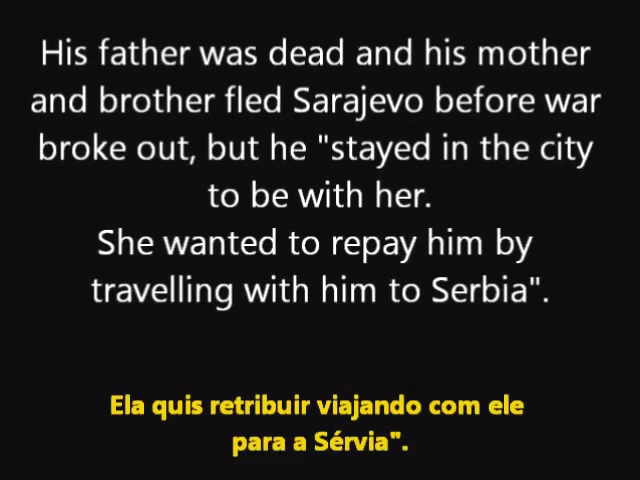 His father was dead and his mother
and brother fled Sarajevo before war
broke out, but he "stayed in the city
to be with her.
She wanted to repay him by
travelling with him to Serbia".
Ela quis retribuir viajando com ele
para a Sérvia".